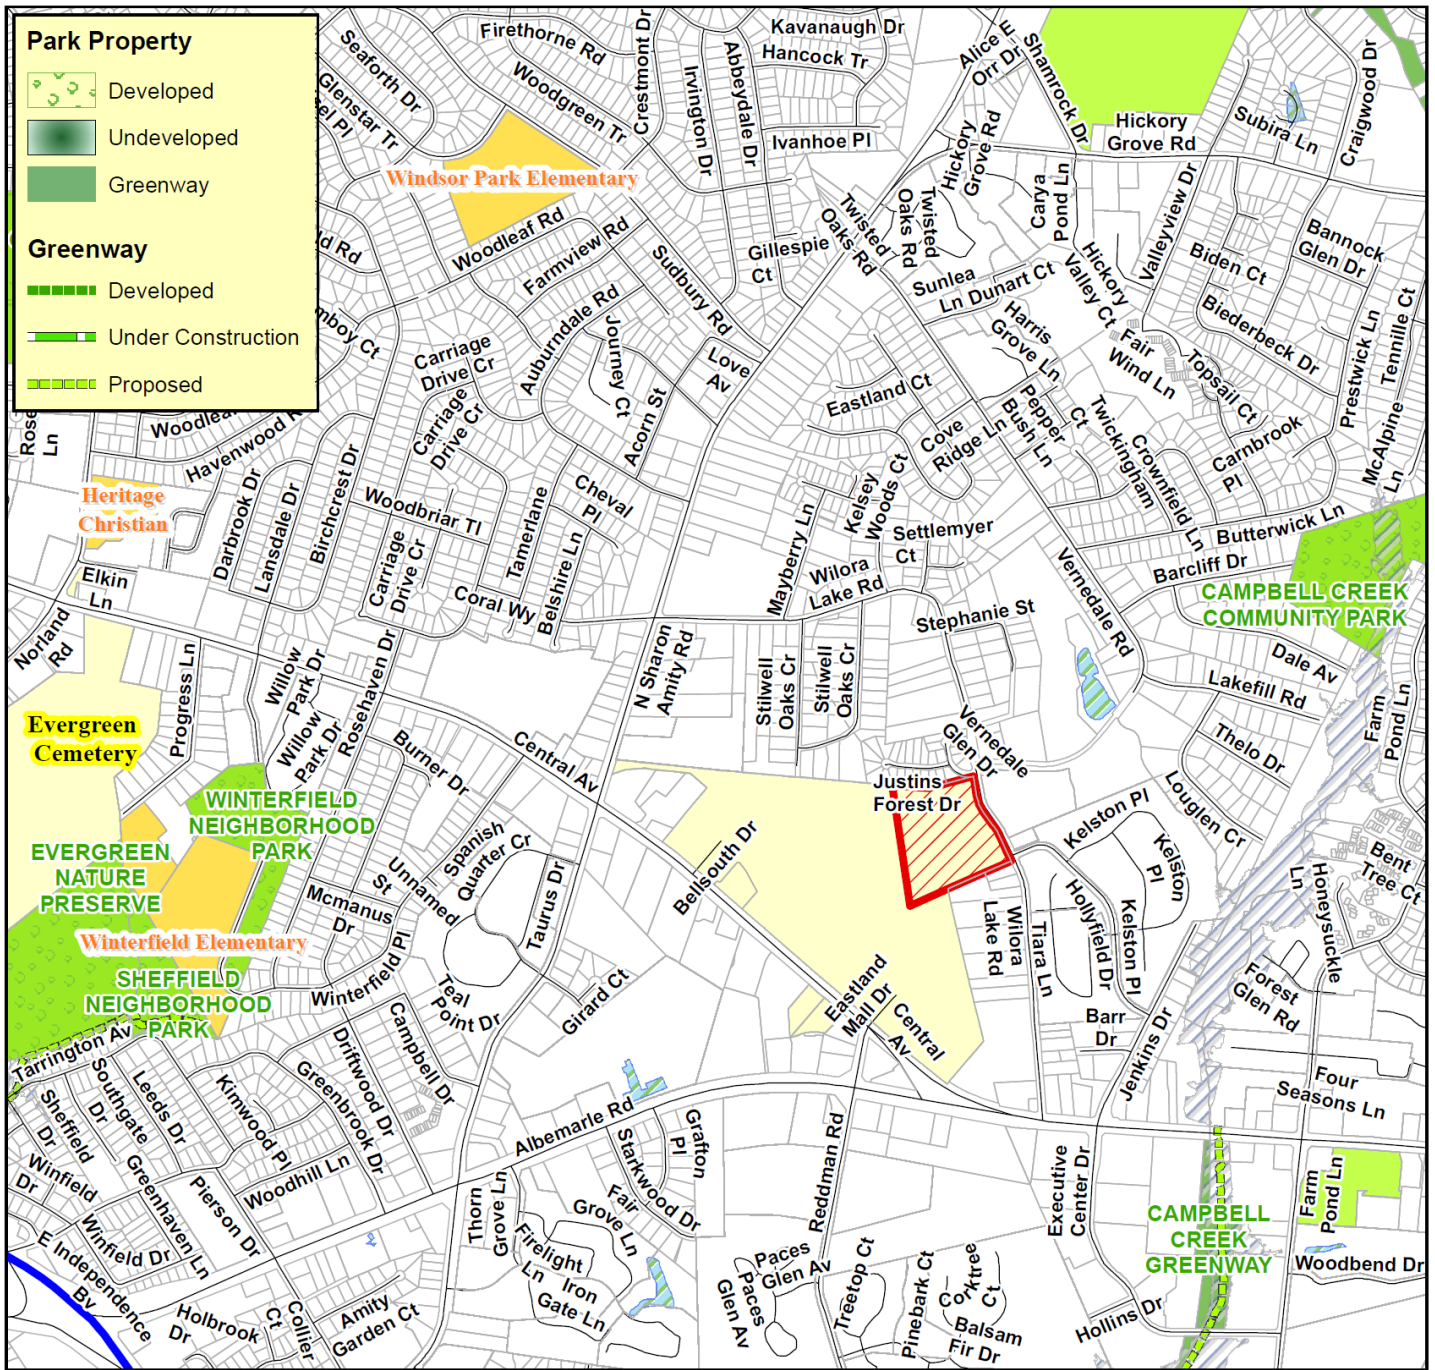 Park Property
Developed
Undeveloped
Greenway
Greenway
Developed
Under Construction
Proposed
Seaforth Dr
Glenstar Tr
el Pl
Firethorne Rd
Woodgreen Tr
Crestmont Dr
Irvington Dr
Abbeydale Dr
Kavanaugh Dr
Hancock Tr
Ivanhoe Pl
Alice E
Orr Dr
Shamrock Dr
Hickory
Grove Rd
Hickory
Grove Rd
Subira Ln
Craigwood Dr
Windsor Park Elementary
Woodleaf Rd
Farmview Rd
Sudbury Rd
Gillespie
Ct
Twisted
Oaks Rd
Twisted
Oaks Rd
Canya
Pond Ln
Valleyview Dr
Bannock
Glen Dr
Biden Ct
Biederbeck Dr
Hickory
Valley Ct
Sunlea
Ln
Dunart Ct
Harris
Grove Ln
Fair
Wind Ln
Topsail Ct
Prestwick Ln
Tennille Ct
McAlpine
Ln
ld Rd
mboy Ct
Auburndale Rd
Journey
Ct
Love
Av
Acorn St
Carriage
Drive Cr
Carriage
Drive Cr
Eastland Ct
Cove
Ridge Ln
Pepper
Bush Ln
Ct
Twickingham
Crownfield Ln
Carnbrook
Pl
Rose
Ln
Woodlea
Havenwood R
Heritage
Christian
Darbrook Dr
Lansdale Dr
Birchcrest Dr
Woodbriar Tl
Carriage
Drive Cr
Tamerlane
Cheval
Pl
Belshire Ln
Coral Wy
Mayberry Ln
Kelsey
Woods Ct
Settlemyer
Ct
Wilora
Lake Rd
Stephanie St
Vernedale Rd
Butterwick Ln
Barcliff Dr
CAMPBELL CREEK
COMMUNITY PARK
Dale Av
Lakefill Rd
Farm
Pond Ln
Thelo Dr
Louglen Cr
Elkin
Ln
Norland
Rd
Progress Ln
Willow
Park Dr
Willow
Park Dr
Rosehaven Dr
Burner Dr
Central Av
N Sharon
Amity Rd
Stilwell
Oaks Cr
Stilwell
Oaks Cr
Vernedale
Glen Dr
Justins
Forest Dr
Evergreen
Cemetery
WINTERFIELD
NEIGHBORHOOD
PARK
EVERGREEN
NATURE
PRESERVE
Winterfield Elementary
SHEFFIELD
NEIGHBORHOOD
PARK
Spanish
Quarter Cr
Unnamed
St
Mcmanus
Dr
Winterfield Pl
Taurus Dr
Teal
Point Dr
Girard Ct
Bellsouth Dr
Eastland
Mall Dr
Central
Av
Kelston Pl
Kelston
Pl
Kelston Pl
Hollyfield Dr
Tiara Ln
Wilora
Lake Rd
Barr
Dr
Jenkins Dr
Honeysuckle
Ln
Bent
Tree Ct
Forest
Glen Rd
Four
Seasons Ln
Tarrington Av
Sheffield
Dr
Southgate
Dr
Leeds Dr
Kimwood Pl
Greenbrook Dr
Driftwood Dr
Campbell Dr
Woodhill Ln
Winfield
Dr
Winfield Dr
Greenhaven Ln
Pierson Dr
E Independence
Bv
Holbrook
Dr
Ct
Collier
Amity
Garden Ct
Albemarle Rd
Starkwood Dr
Grafton
Pl
Fair
Grove Ln
Thorn
Grove Ln
Firelight
Ln
Iron
Gate Ln
Reddman Rd
Paces
Glen Av
Paces
Glen Av
Treetop Ct
Pinebark Ct
Corktree
Ct
Balsam
Fir Dr
Executive
Center Dr
Hollins Dr
CAMPBELL
CREEK
GREENWAY
Farm
Pond Ln
Woodbend Dr